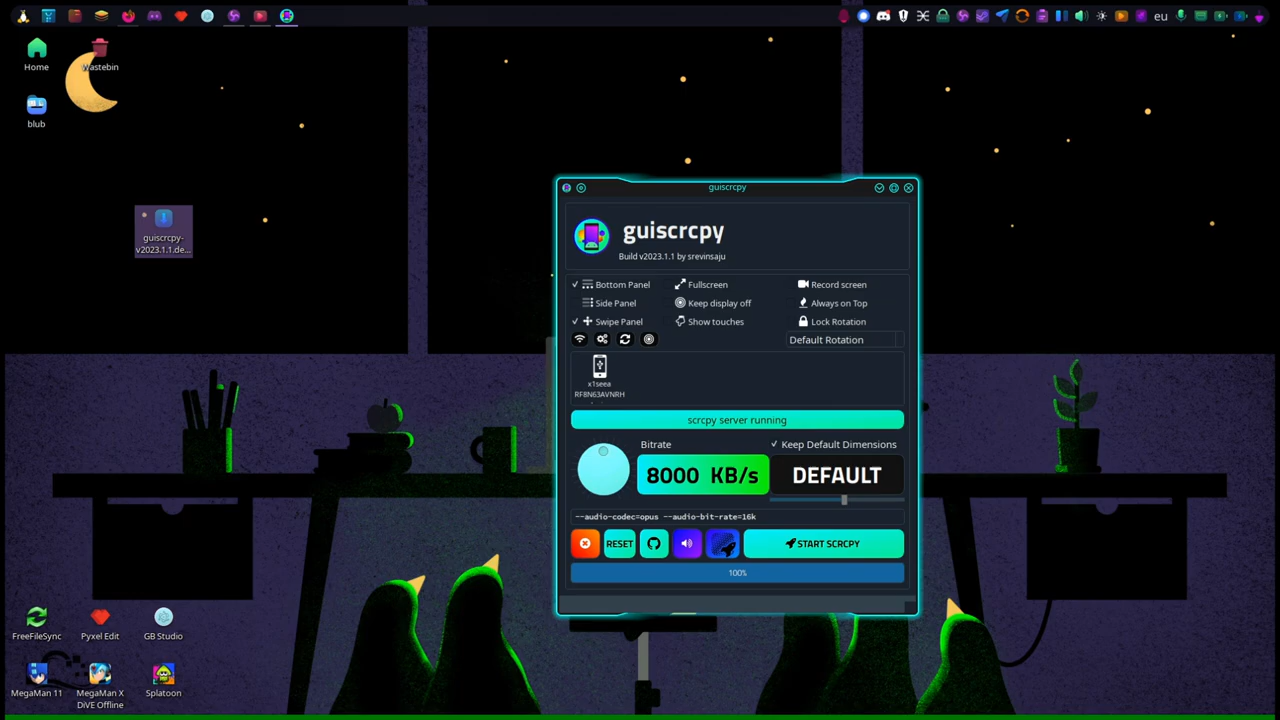 eu
Home
Wastebin
blub
guiscrcpy-
v2023.1.1.de...
FreeFileSync
Pyxel Edit
GB Studio
MegaMan 11
MegaMan X
DiVE Offline
Splatoon
guiscrcpy
guiscrcpy
Build v2023.1.1 by srevinsaju
Bottom Panel
Fullscreen
Record screen
Side Panel
Keep display off
Always on Top
Swipe Panel
Show touches
Lock Rotation
Default Rotation
x1seea
RF8N63AVNRH
scrcpy server running
Bitrate
Keep Default Dimensions
8000 KB/s
DEFAULT
--audio-codec=opus --audio-bit-rate=16k
RESET
START SCRCPY
100%